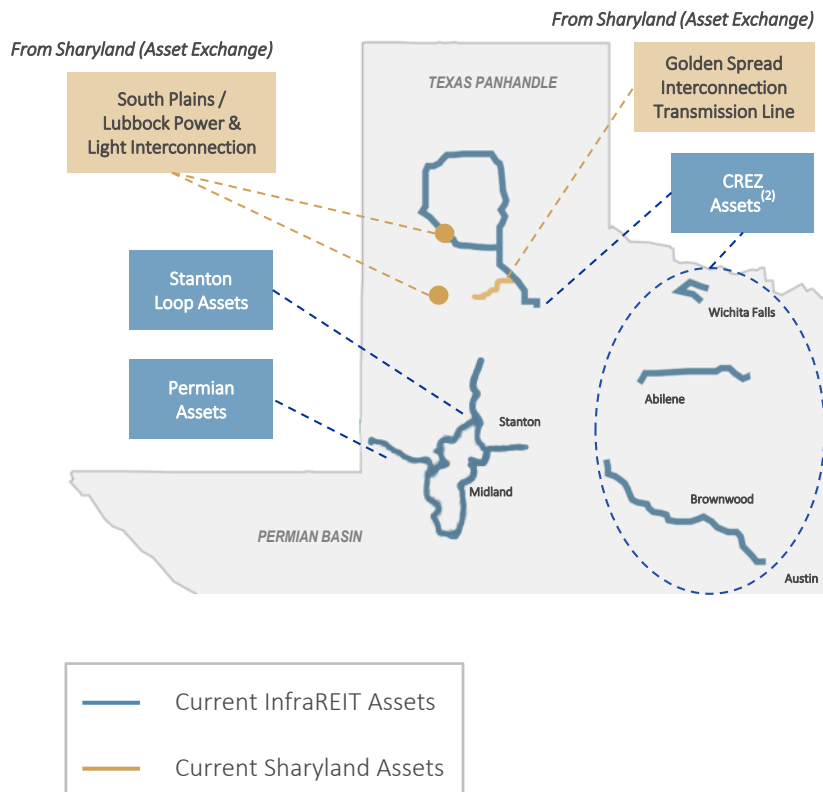 From Sharyland (Asset Exchange)
From Sharyland (Asset Exchange)
South Plains /
Lubbock Power &
Light Interconnection
TEXAS PANHANDLE
Golden Spread
Interconnection
Transmission Line
CREZ
Assets(2)
Stanton
Loop Assets
Wichita Falls
Permian
Assets
Abilene
Stanton
Midland
Brownwood
PERMIAN BASIN
Austin
Current InfraREIT Assets
Current Sharyland Assets